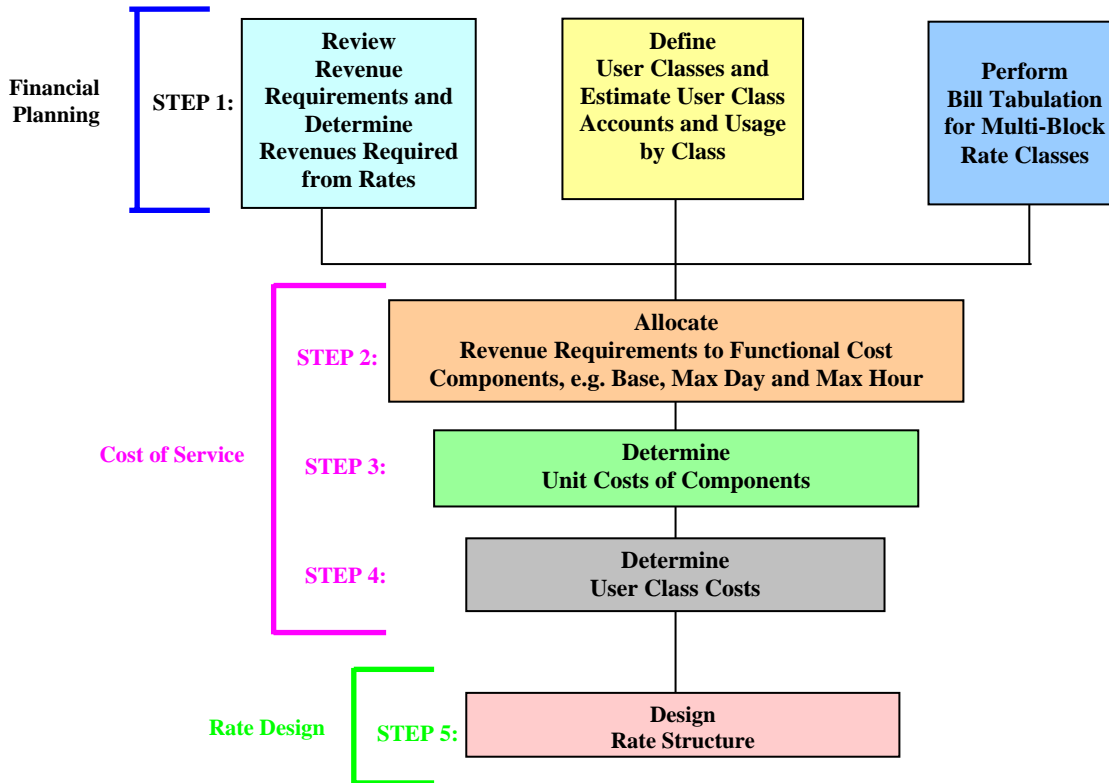 Financial
Planning
STEP 1:
Review
Revenue
Requirements and
Determine
Revenues Required
from Rates
Define
User Classes and
Estimate User Class
Accounts and Usage
by Class
Perform
Bill Tabulation
for Multi-Block
Rate Classes
Cost of Service
STEP 2:
Allocate
Revenue Requirements to Functional Cost
Components, e.g. Base, Max Day and Max Hour
STEP 3:
Determine
Unit Costs of Components
STEP 4:
Determine
User Class Costs
Rate Design
STEP 5:
Design
Rate Structure